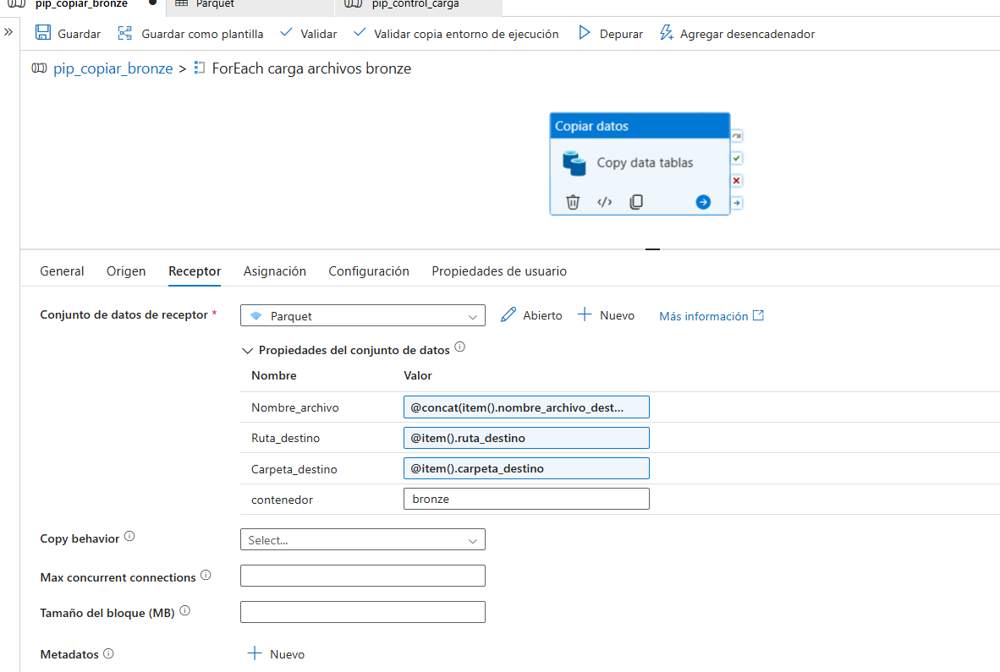 pip_copiar_bronze
Parquet
pip_control_carga
Guardar
Guardar como plantilla
Validar
Validar copia entorno de ejecución
Depurar
Agregar desencadenador
pip_copiar_bronze > ForEach carga archivos bronze
Copiar datos
Copy data tablas
General
Origen
Receptor
Asignación
Configuración
Propiedades de usuario
Conjunto de datos de receptor *
Parquet
Abierto
Nuevo
Más información
Propiedades del conjunto de datos
Nombre
Valor
Nombre_archivo
@concat(item().nombre_archivo_dest...
Ruta_destino
@item().ruta_destino
Carpeta_destino
@item().carpeta_destino
contenedor
bronze
Copy behavior
Select...
Max concurrent connections
Tamaño del bloque (MB)
Metadatos
Nuevo